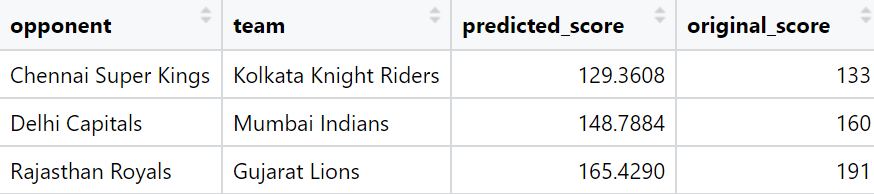 opponent team predicted_score original_score
Chennai Super Kings Kolkata Knight Riders 129.3608 133
Delhi Capitals Mumbai Indians 148.7884 160
Rajasthan Royals Gujarat Lions 165.4290 191